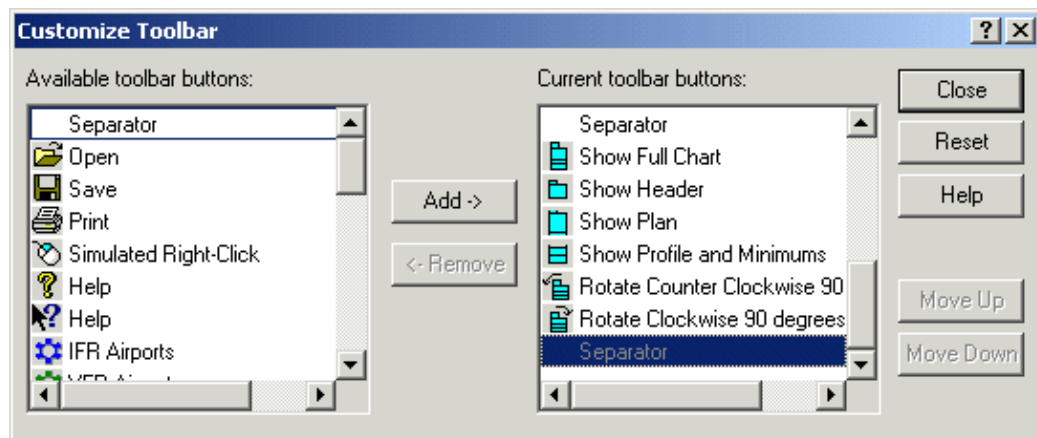 Customize Toolbar
Available toolbar buttons:
Separator
Open
Save
Print
Simulated Right-Click
Help
Help
IFR Airports
Add ->
<- Remove
Current toolbar buttons:
Separator
Show Full Chart
Show Header
Show Plan
Show Profile and Minimums
Rotate Counter Clockwise 90
Rotate Clockwise 90 degrees
Separator
Close
Reset
Help
Move Up
Move Down